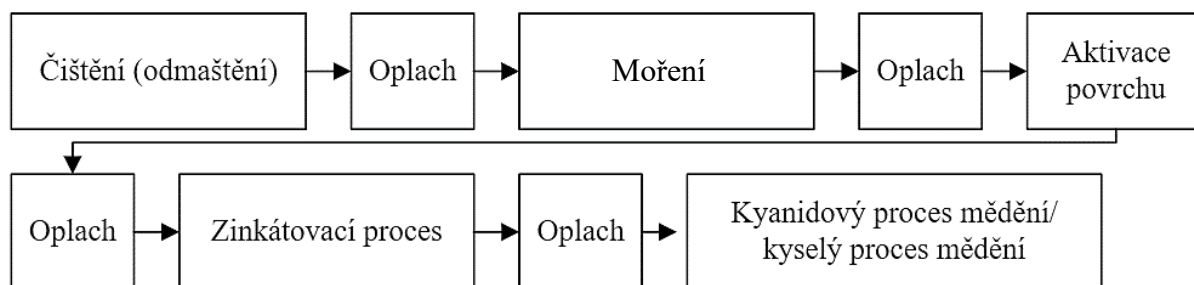 Čištění (odmaštění)
Oplach
Moření
Oplach
Aktivace
povrchu
Oplach
Zinkátovací proces
Oplach
Kyanidový proces mědění/
kyselý proces mědění